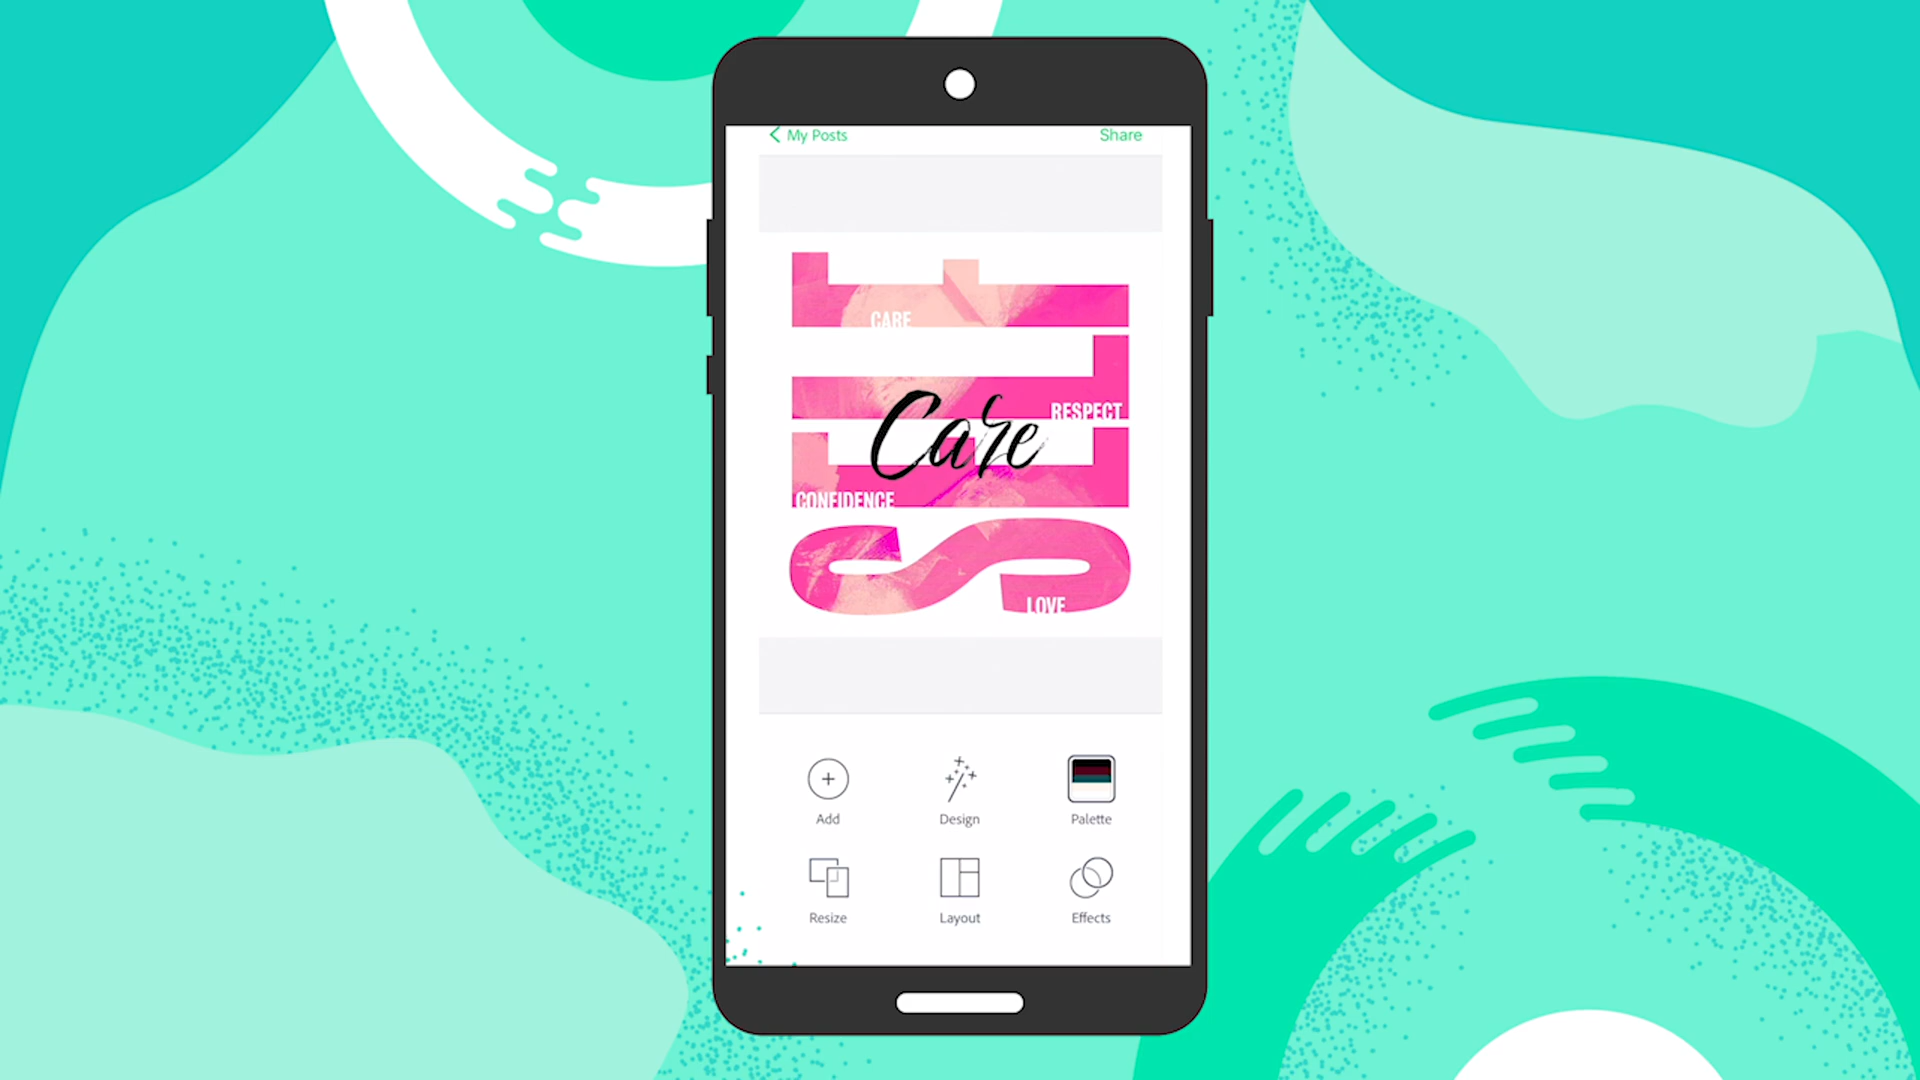 My Posts
Share
SELF
CARE
Care
RESPECT
CONFIDENCE
LOVE
Add
Design
Palette
Resize
Layout
Effects